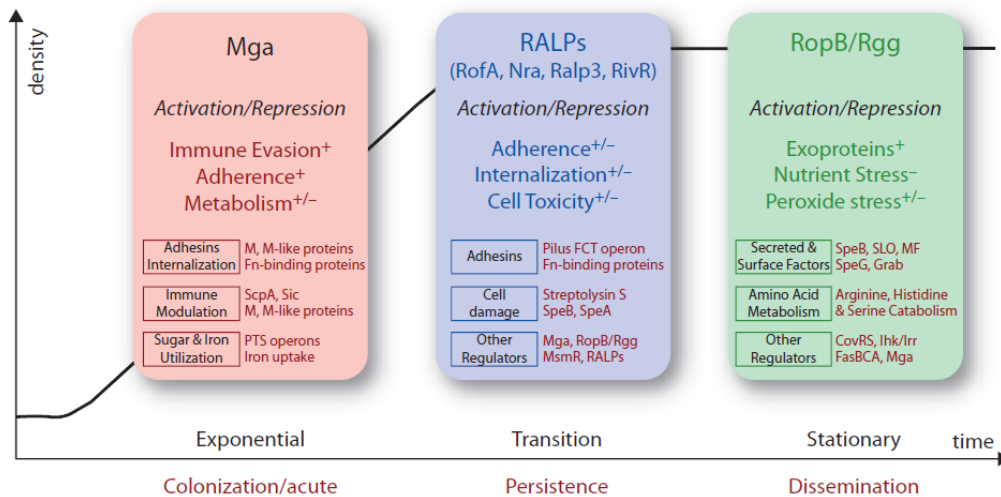 density
Mga
Activation/Repression
Immune Evasion+
Adherence+
Metabolism+/−
Adhesins
Internalization
M, M-like proteins
Fn-binding proteins
Immune
Modulation
ScpA, Sic
M, M-like proteins
Sugar & Iron
Utilization
PTS operons
Iron uptake
RALPs
(RofA, Nra, Ralp3, RivR)
Activation/Repression
Adherence+/−
Internalization+/−
Cell Toxicity+/−
Adhesins
Pilus FCT operon
Fn-binding proteins
Cell
damage
Streptolysin S
SpeB, SpeA
Other
Regulators
Mga, RopB/Rgg
MsmR, RALPs
RopB/Rgg
Activation/Repression
Exoproteins+
Nutrient Stress−
Peroxide stress+/−
Secreted &
Surface Factors
SpeB, SLO, MF
SpeG, Grab
Amino Acid
Metabolism
Arginine, Histidine
& Serine Catabolism
Other
Regulators
CovRS, Ihk/Irr
FasBCA, Mga
Exponential
Transition
Stationary
time
Colonization/acute
Persistence
Dissemination